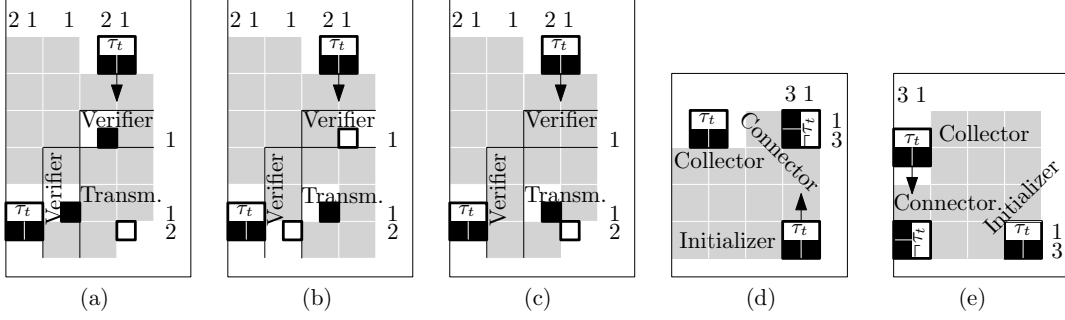 2 1 1 2 1
τt
Verifier
1
Verifier
Transm.
τt
1
2
(a)
2 1 1 2 1
τt
Verifier
1
Verifier
Transm.
τt
1
2
(b)
2 1 1 2 1
τt
Verifier
1
Verifier
Transm.
τt
1
2
(c)
3 1
τt
τt
1
3
Collector
Connector
Initializer
τt
(d)
3 1
τt
Collector
Connector
Initializer
τt
τt
1
3
(e)